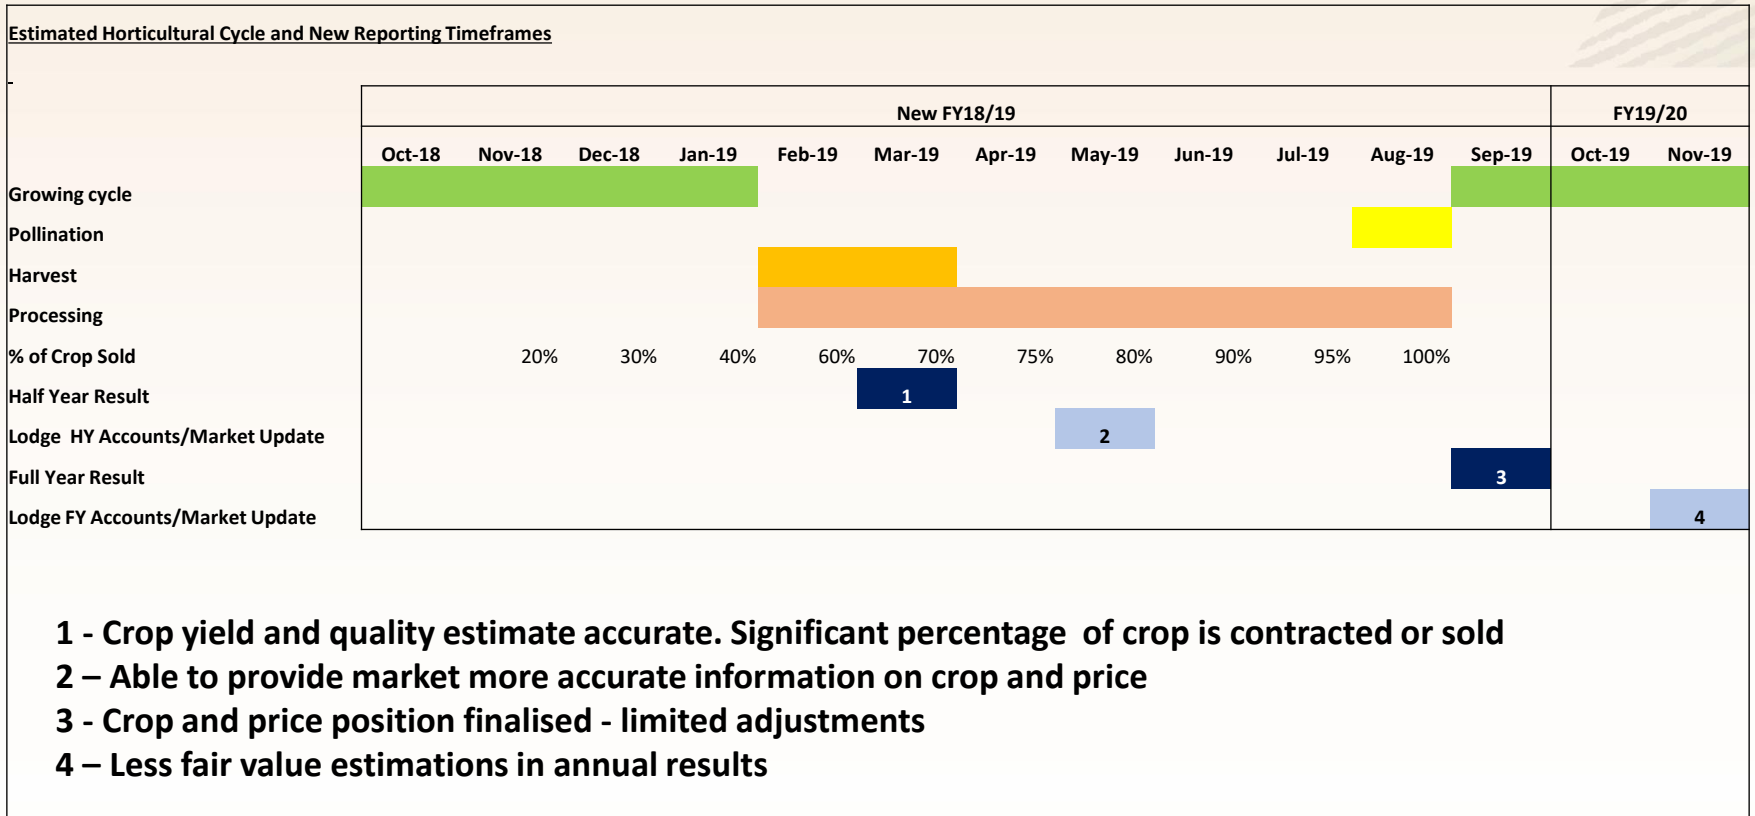 Estimated Horticultural Cycle and New Reporting Timeframes
New FY18/19 FY19/20
Oct-18 Nov-18 Dec-18 Jan-19 Feb-19 Mar-19 Apr-19 May-19 Jun-19 Jul-19 Aug-19 Sep-19 Oct-19 Nov-19
Growing cycle
Pollination
Harvest
Processing
% of Crop Sold 20% 30% 40% 60% 70% 75% 80% 90% 95% 100%
Half Year Result 1
Lodge HY Accounts/Market Update 2
Full Year Result 3
Lodge FY Accounts/Market Update 4
1 - Crop yield and quality estimate accurate. Significant percentage of crop is contracted or sold
2 – Able to provide market more accurate information on crop and price
3 - Crop and price position finalised - limited adjustments
4 – Less fair value estimations in annual results